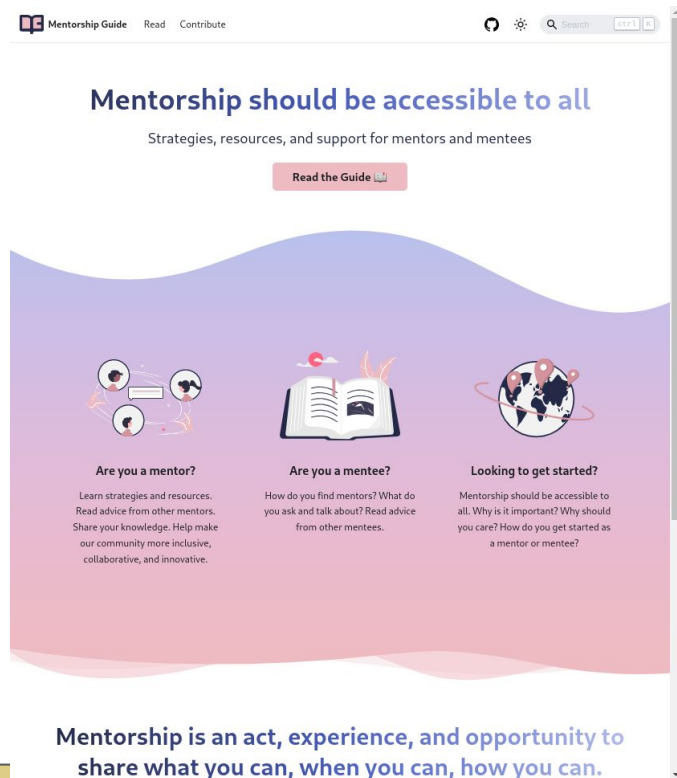 Mentorship Guide Read Contribute
Search ctrl K
Mentorship should be accessible to all
Strategies, resources, and support for mentors and mentees
Read the Guide
Are you a mentor?
Learn strategies and resources.
Read advice from other mentors.
Share your knowledge. Help make
our community more inclusive,
collaborative, and innovative.
Are you a mentee?
How do you find mentors? What do
you ask and talk about? Read advice
from other mentees.
Looking to get started?
Mentorship should be accessible to
all. Why is it important? Why should
you care? How do you get started as
a mentor or mentee?
Mentorship is an act, experience, and opportunity to
share what you can, when you can, how you can.